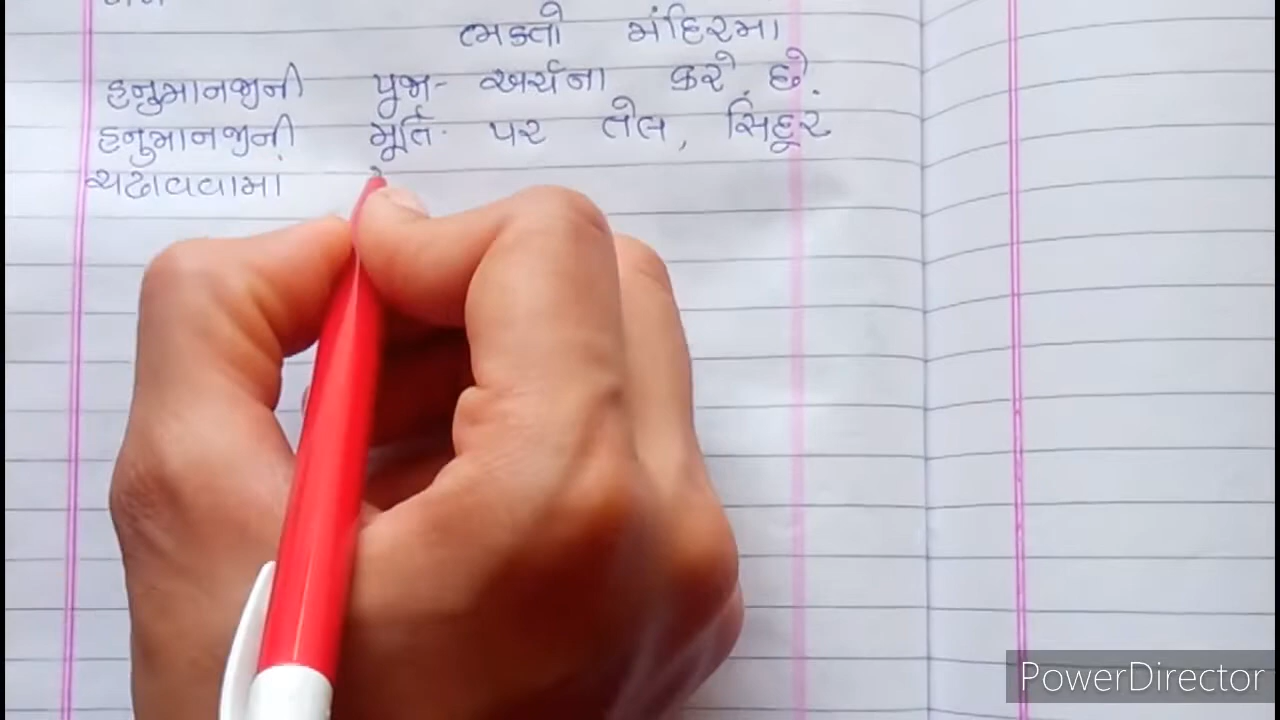 ભક્તો મંદિરમા
હનુમાનજીની પૂજા- અર્ચના કરે છે.
હનુમાનજીની મૂર્તિ પર તેલ, સિંદૂર
ચઢાવવામાં
PowerDirector